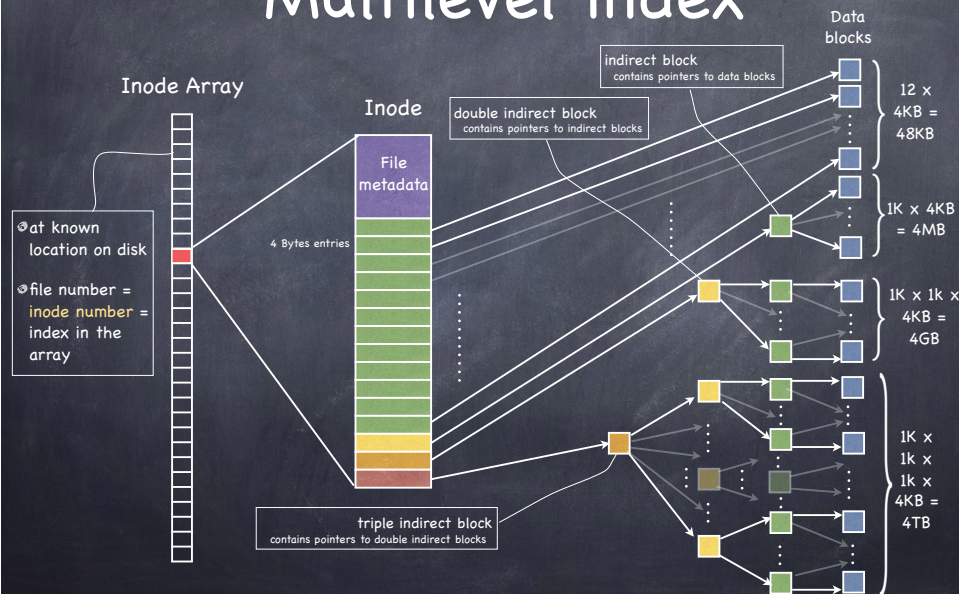 Multilevel index
Data
blocks
indirect block
contains pointers to data blocks
Inode Array
12 x
4KB =
48KB
Inode
double indirect block
contains pointers to indirect blocks
File
metadata
1K x 4KB
= 4MB
at known
location on disk
file number =
inode number =
index in the
array
4 Bytes entries
1K x 1k x
4KB =
4GB
1K x
1k x
1k x
4KB =
4TB
triple indirect block
contains pointers to double indirect blocks